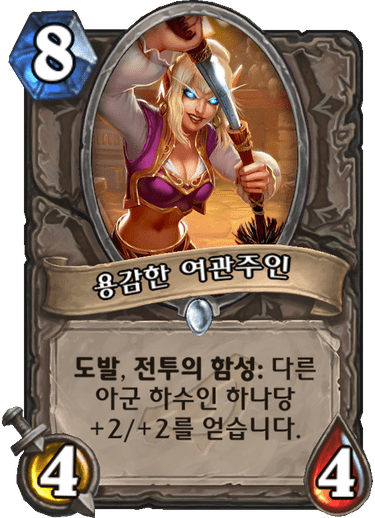 8
용감한 여관주인
도발, 전투의 함성: 다른
아군 하수인 하나당
+2/+2를 얻습니다.
4
4